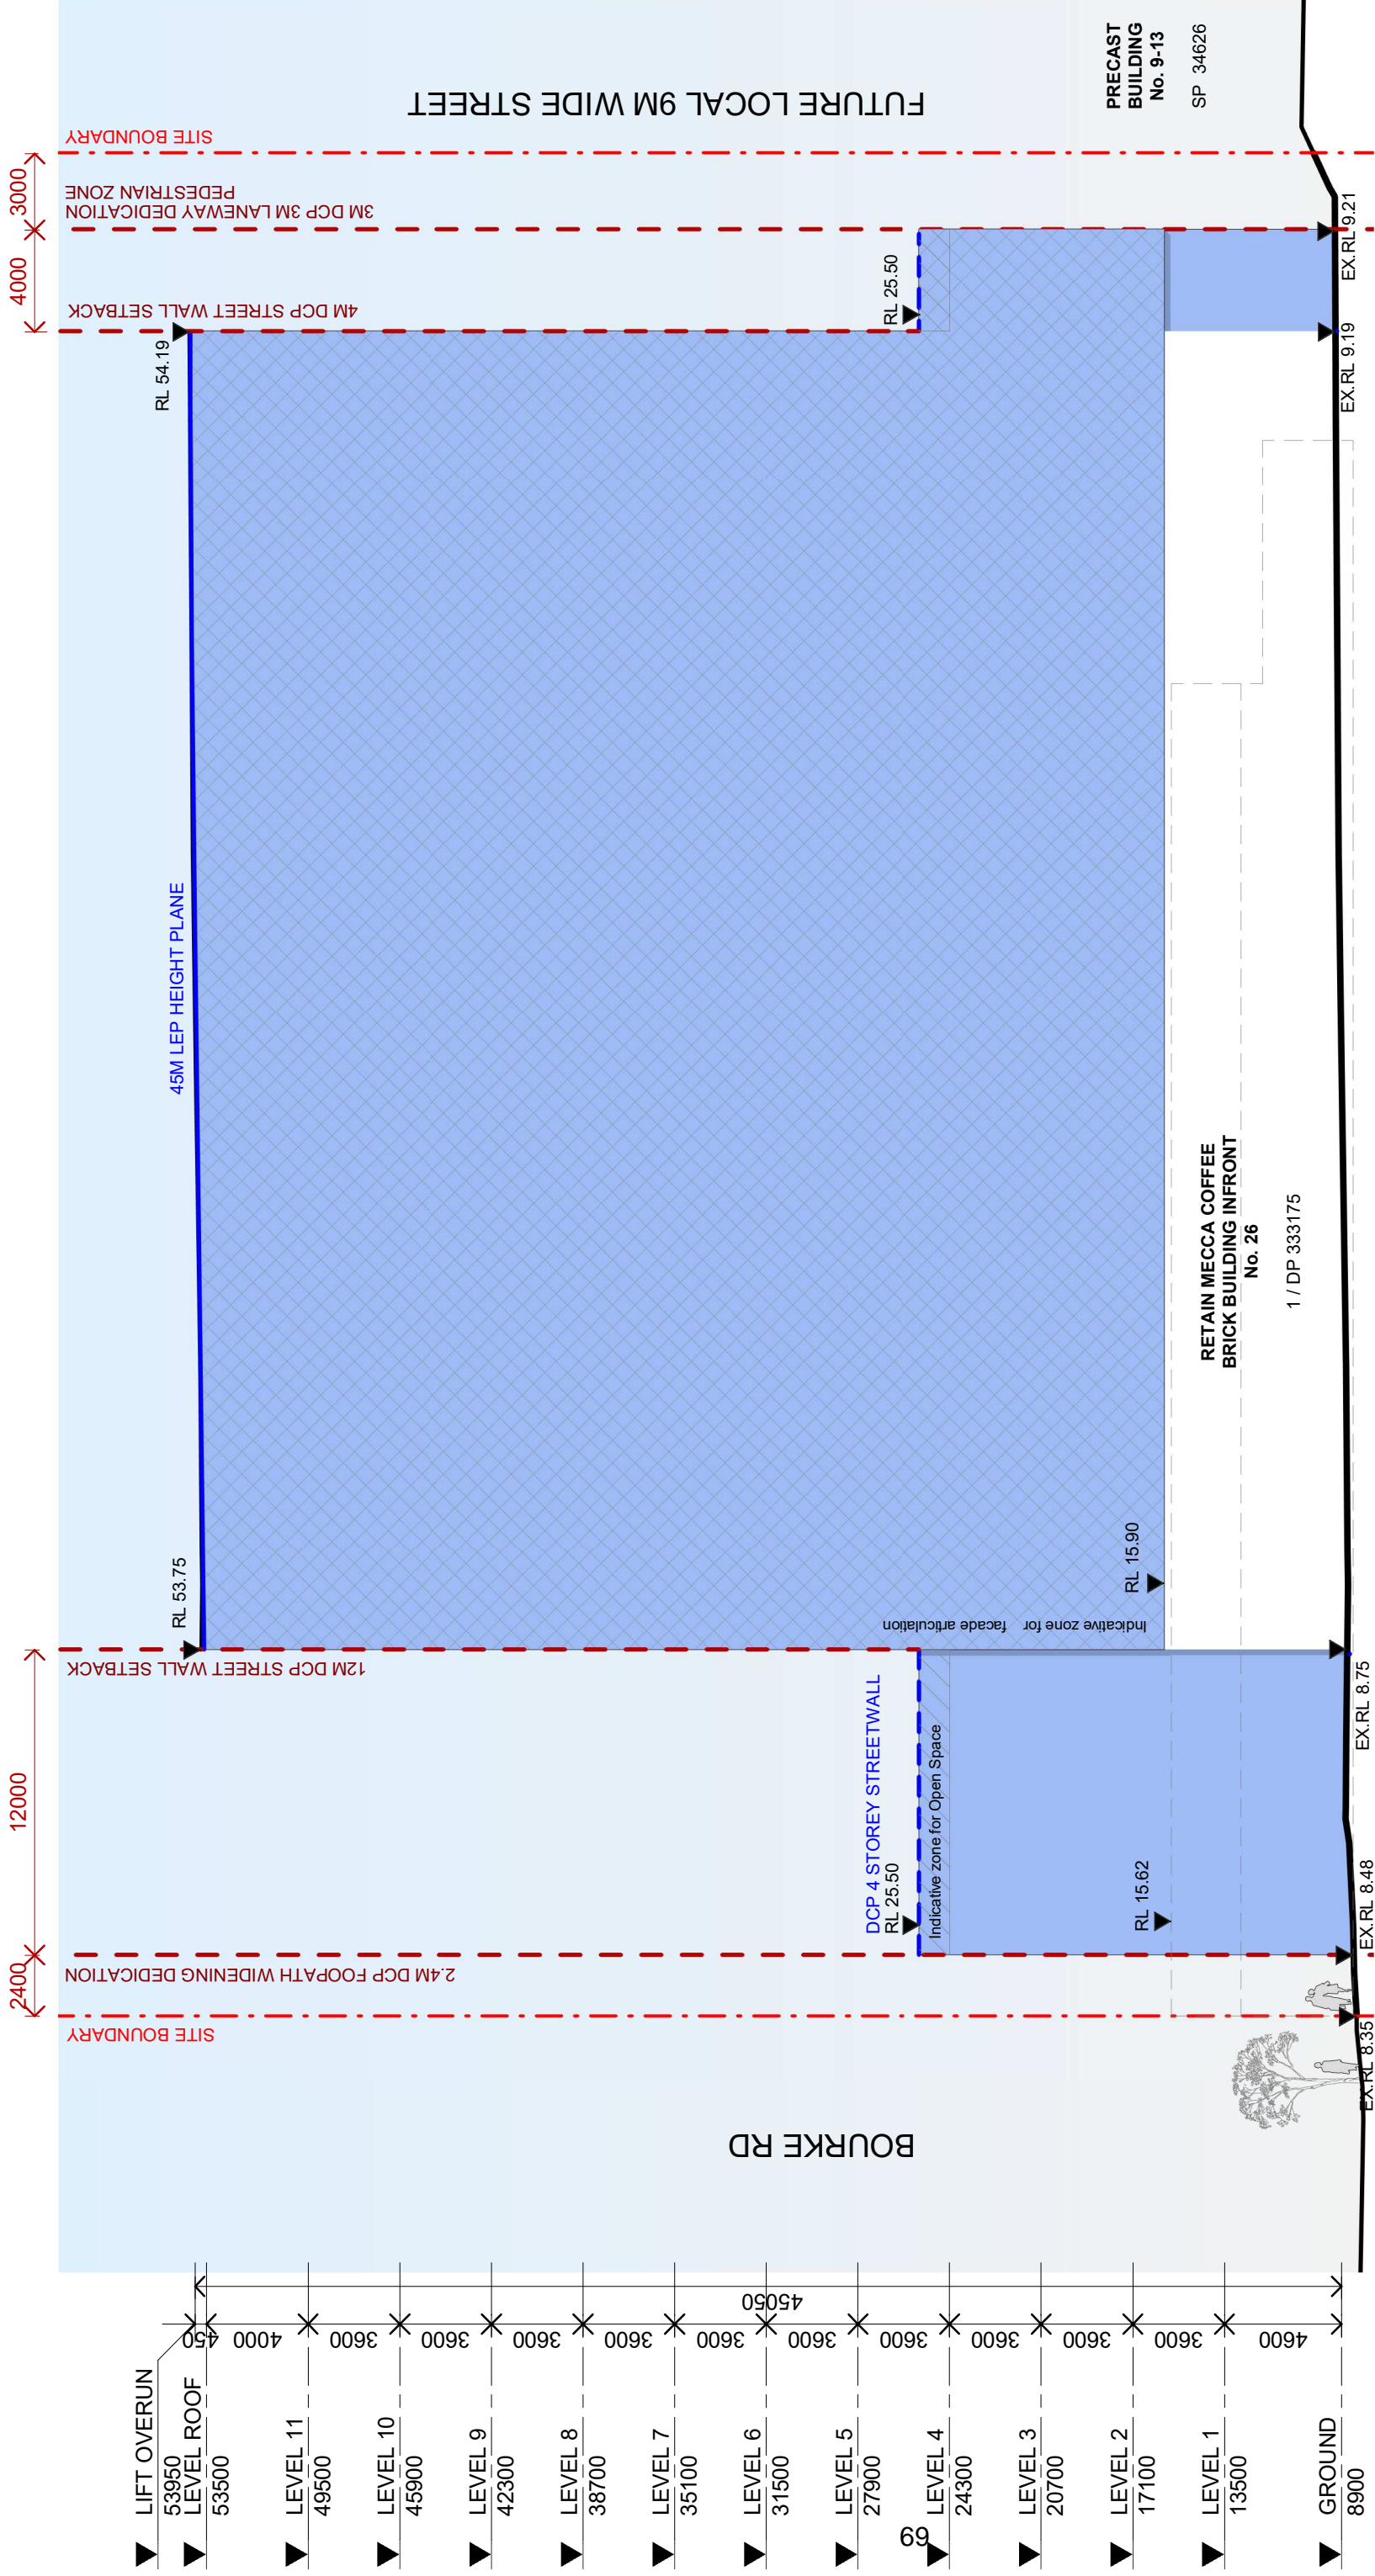 3000
4000
12000
2400
SITE BOUNDARY
3M DCP 3M LANEWAY DEDICATION
PEDESTRIAN ZONE
4M DCP STREET WALL SETBACK
FUTURE LOCAL 9M WIDE STREET
PRECAST
BUILDING
No. 9-13
SP 34626
RL 54.19
RL 25.50
EX.RL 9.21
EX.RL 9.19
45M LEP HEIGHT PLANE
RETAIN MECCA COFFEE
BRICK BUILDING INFRONT
No. 26
1 / DP 333175
RL 53.75
RL 15.90
Indicative zone for
facade articulation
12M DCP STREET WALL SETBACK
DCP 4 STOREY STREETWALL
RL 25.50
Indicative zone for Open Space
RL 15.62
EX.RL 8.75
EX.RL 8.48
2.4M DCP FOOPATH WIDENING DEDICATION
SITE BOUNDARY
EX.RL 8.35
BOURKE RD
45050
450
4000
3600
3600
3600
3600
3600
3600
3600
3600
3600
3600
4600
LIFT OVERUN
53950
LEVEL ROOF
53500
LEVEL 11
49500
LEVEL 10
45900
LEVEL 9
42300
LEVEL 8
38700
LEVEL 7
35100
LEVEL 6
31500
LEVEL 5
27900
LEVEL 4
24300
LEVEL 3
20700
LEVEL 2
17100
LEVEL 1
13500
GROUND
8900
69